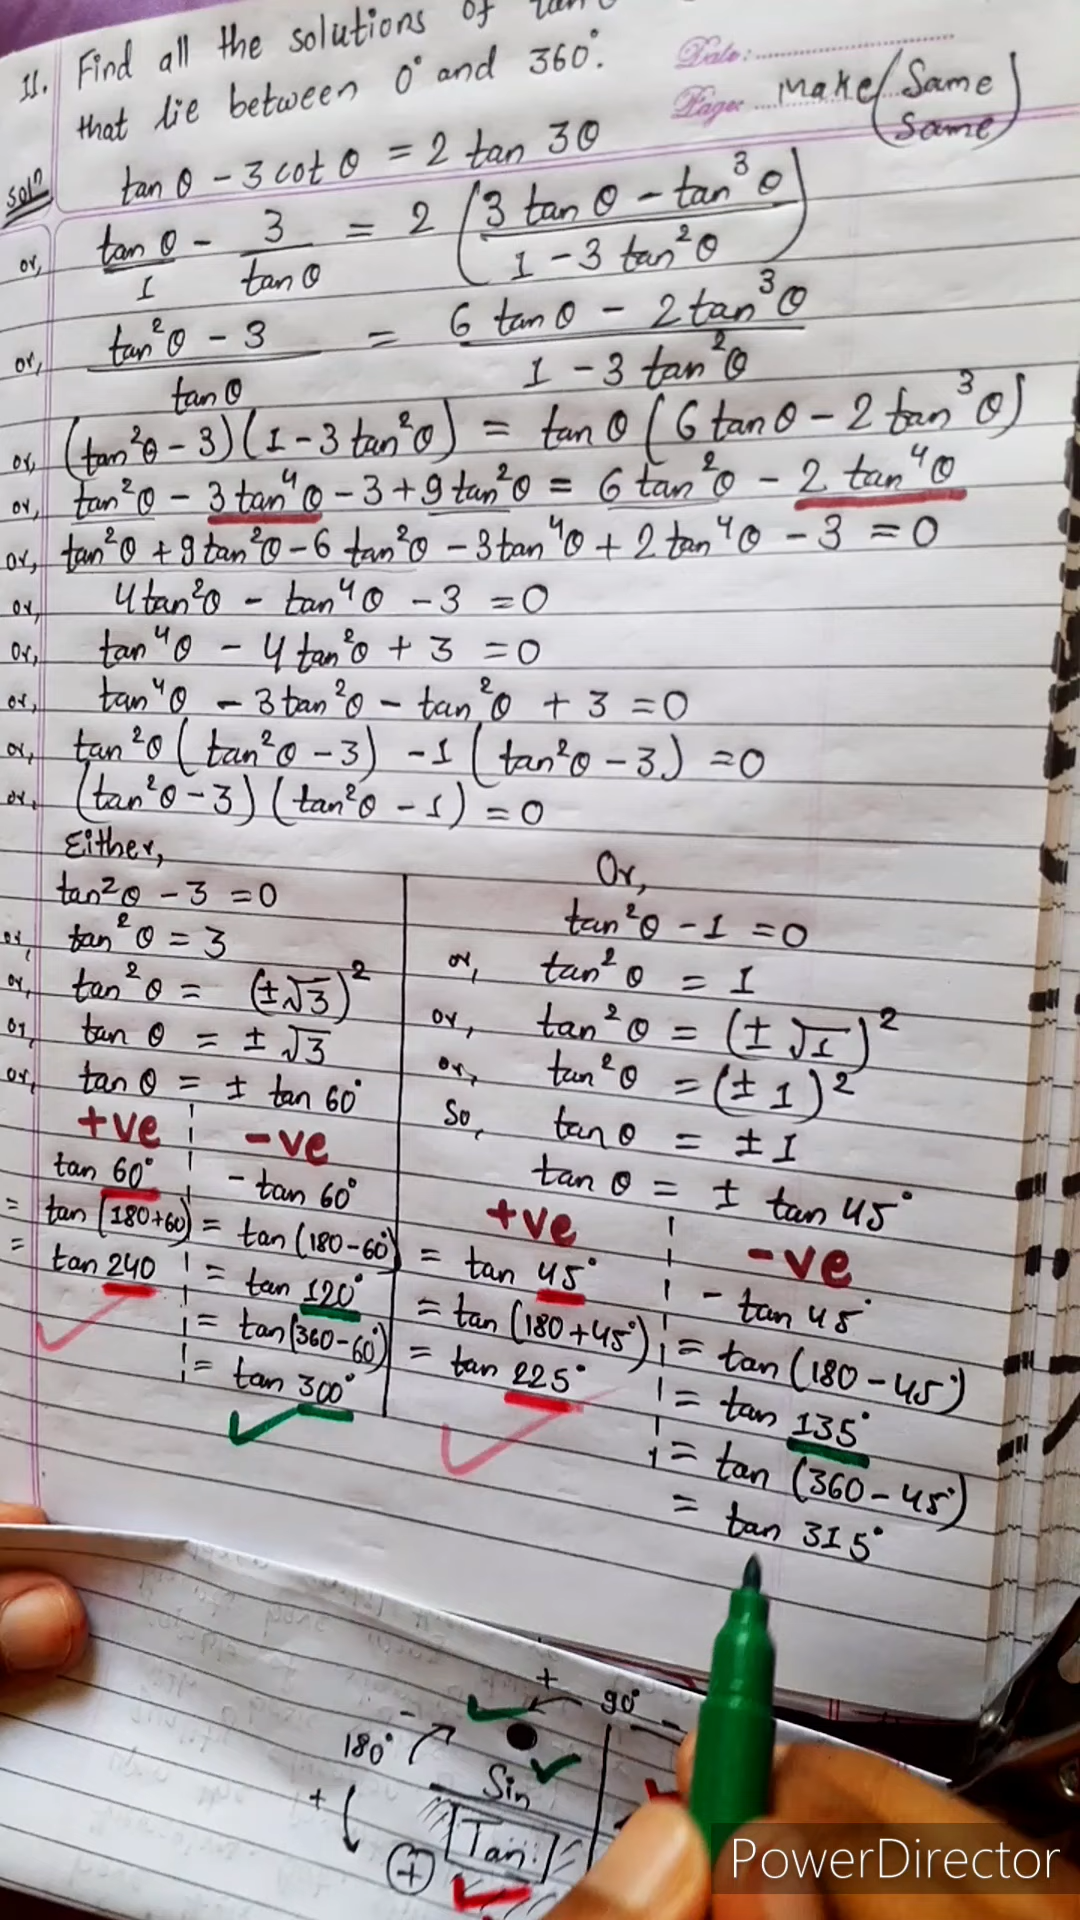 11. Find all the solutions of tan θ
that lie between 0° and 360°.
Date:
Page:
Make (Same
Same)
Solⁿ tan θ - 3 cot θ = 2 tan 3θ
or, tan θ/1 - 3/tan θ = 2 (3 tan θ - tan³θ / 1 - 3 tan²θ)
or, tan²θ - 3 / tan θ = 6 tan θ - 2 tan³θ / 1 - 3 tan²θ
or, (tan²θ - 3)(1 - 3 tan²θ) = tan θ (6 tan θ - 2 tan³θ)
or, tan²θ - 3 tan⁴θ - 3 + 9 tan²θ = 6 tan²θ - 2 tan⁴θ
or, tan²θ + 9 tan²θ - 6 tan²θ - 3 tan⁴θ + 2 tan⁴θ - 3 = 0
or, 4 tan²θ - tan⁴θ - 3 = 0
or, tan⁴θ - 4 tan²θ + 3 = 0
or, tan⁴θ - 3 tan²θ - tan²θ + 3 = 0
or, tan²θ (tan²θ - 3) - 1 (tan²θ - 3) = 0
or, (tan²θ - 3)(tan²θ - 1) = 0
Either,
tan²θ - 3 = 0
or, tan²θ = 3
or, tan²θ = (±√3)²
or, tan θ = ±√3
or, tan θ = ± tan 60°
+ve
tan 60°
= tan (180+60)
= tan 240
-ve
- tan 60°
= tan (180-60°)
= tan 120°
= tan (360-60°)
= tan 300°
Or,
tan²θ - 1 = 0
or, tan²θ = 1
or, tan²θ = (±√1)²
or, tan²θ = (± 1)²
So, tan θ = ± 1
tan θ = ± tan 45°
+ve
= tan 45°
= tan (180+45°)
= tan 225°
-ve
- tan 45°
= tan (180 - 45°)
= tan 135°
= tan (360 - 45°)
= tan 315°
+
90°
180°
-
Sin
+
Tan
+
PowerDirector